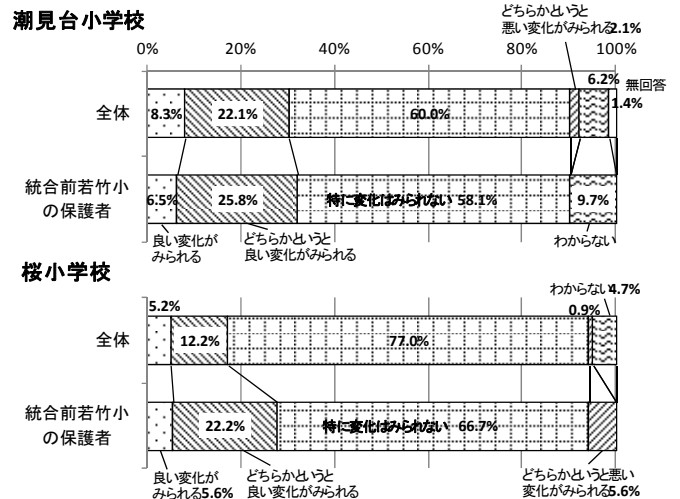 潮見台小学校
どちらかというと
悪い変化がみられる2.1%
0% 20% 40% 60% 80% 100%
6.2% 無回答
1.4%
全体 8.3% 22.1% 60.0%
統合前若竹小
の保護者
6.5% 25.8% 特に変化はみられない 58.1% 9.7%
良い変化が
みられる
どちらかというと
良い変化がみられる
わからない
桜小学校
わからない4.7%
5.2% 0.9%
全体 12.2% 77.0%
統合前若竹小
の保護者
22.2% 特に変化はみられない 66.7%
良い変化が
みられる5.6%
どちらかというと
良い変化がみられる
どちらかというと悪い
変化がみられる5.6%